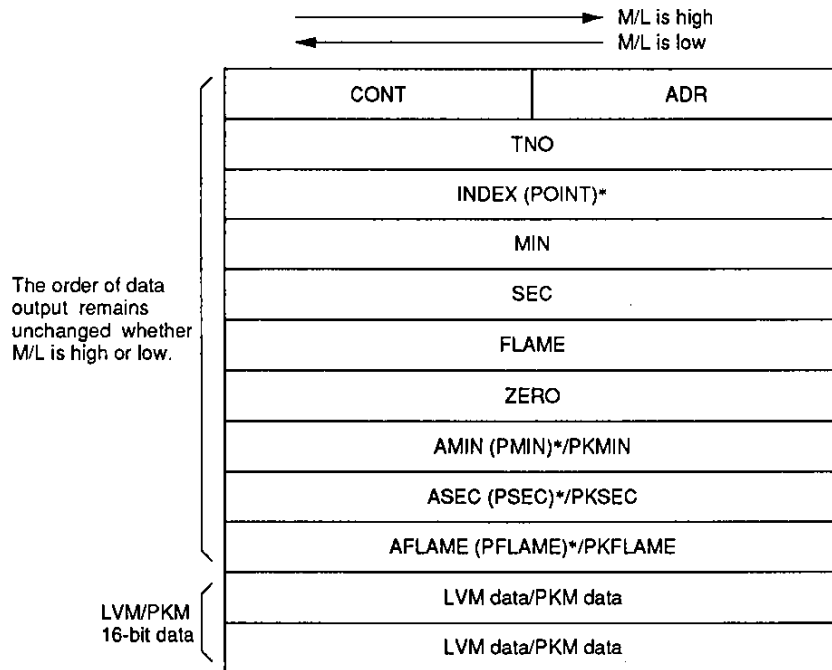 M/L is high
M/L is low
CONT ADR
TNO
INDEX (POINT)*
MIN
SEC
FLAME
ZERO
AMIN (PMIN)*/PKMIN
ASEC (PSEC)*/PKSEC
AFLAME (PFLAME)*/PKFLAME
LVM data/PKM data
LVM data/PKM data
The order of data
output remains
unchanged whether
M/L is high or low.
LVM/PKM
16-bit data